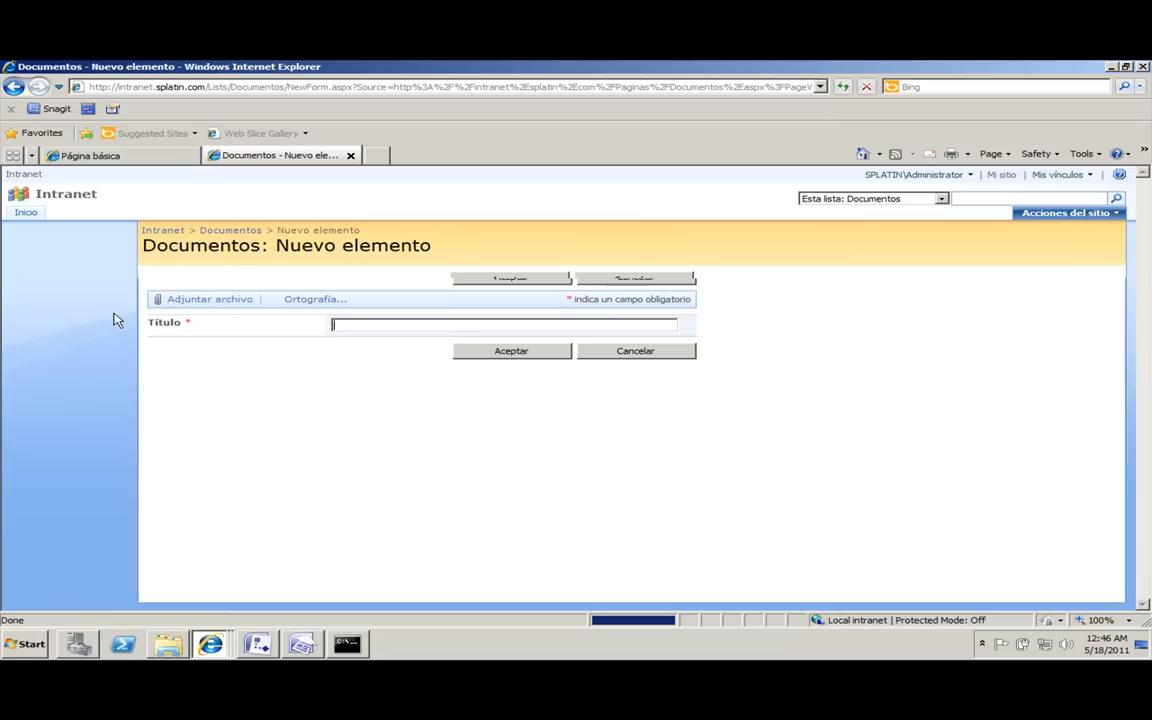 Documentos - Nuevo elemento - Windows Internet Explorer
http://intranet.splatin.com/Lists/Documentos/NewForm.aspx?Source=http%3A%2F%2Fintranet%2Esplatin%2Ecom%2FPaginas%2FDocumentos%2Easpx%3FPageV
Bing
Snagit
Favorites Suggested Sites Web Slice Gallery
Página básica Documentos - Nuevo ele... Page Safety Tools
Intranet SPLATIN\Administrator Mi sitio Mis vínculos
Intranet Esta lista: Documentos
Inicio Acciones del sitio
Intranet > Documentos > Nuevo elemento
Documentos: Nuevo elemento
Adjuntar archivo | Ortografía... * indica un campo obligatorio
Título *
Aceptar Cancelar
Done Local intranet | Protected Mode: Off 100%
Start 12:46 AM
5/18/2011